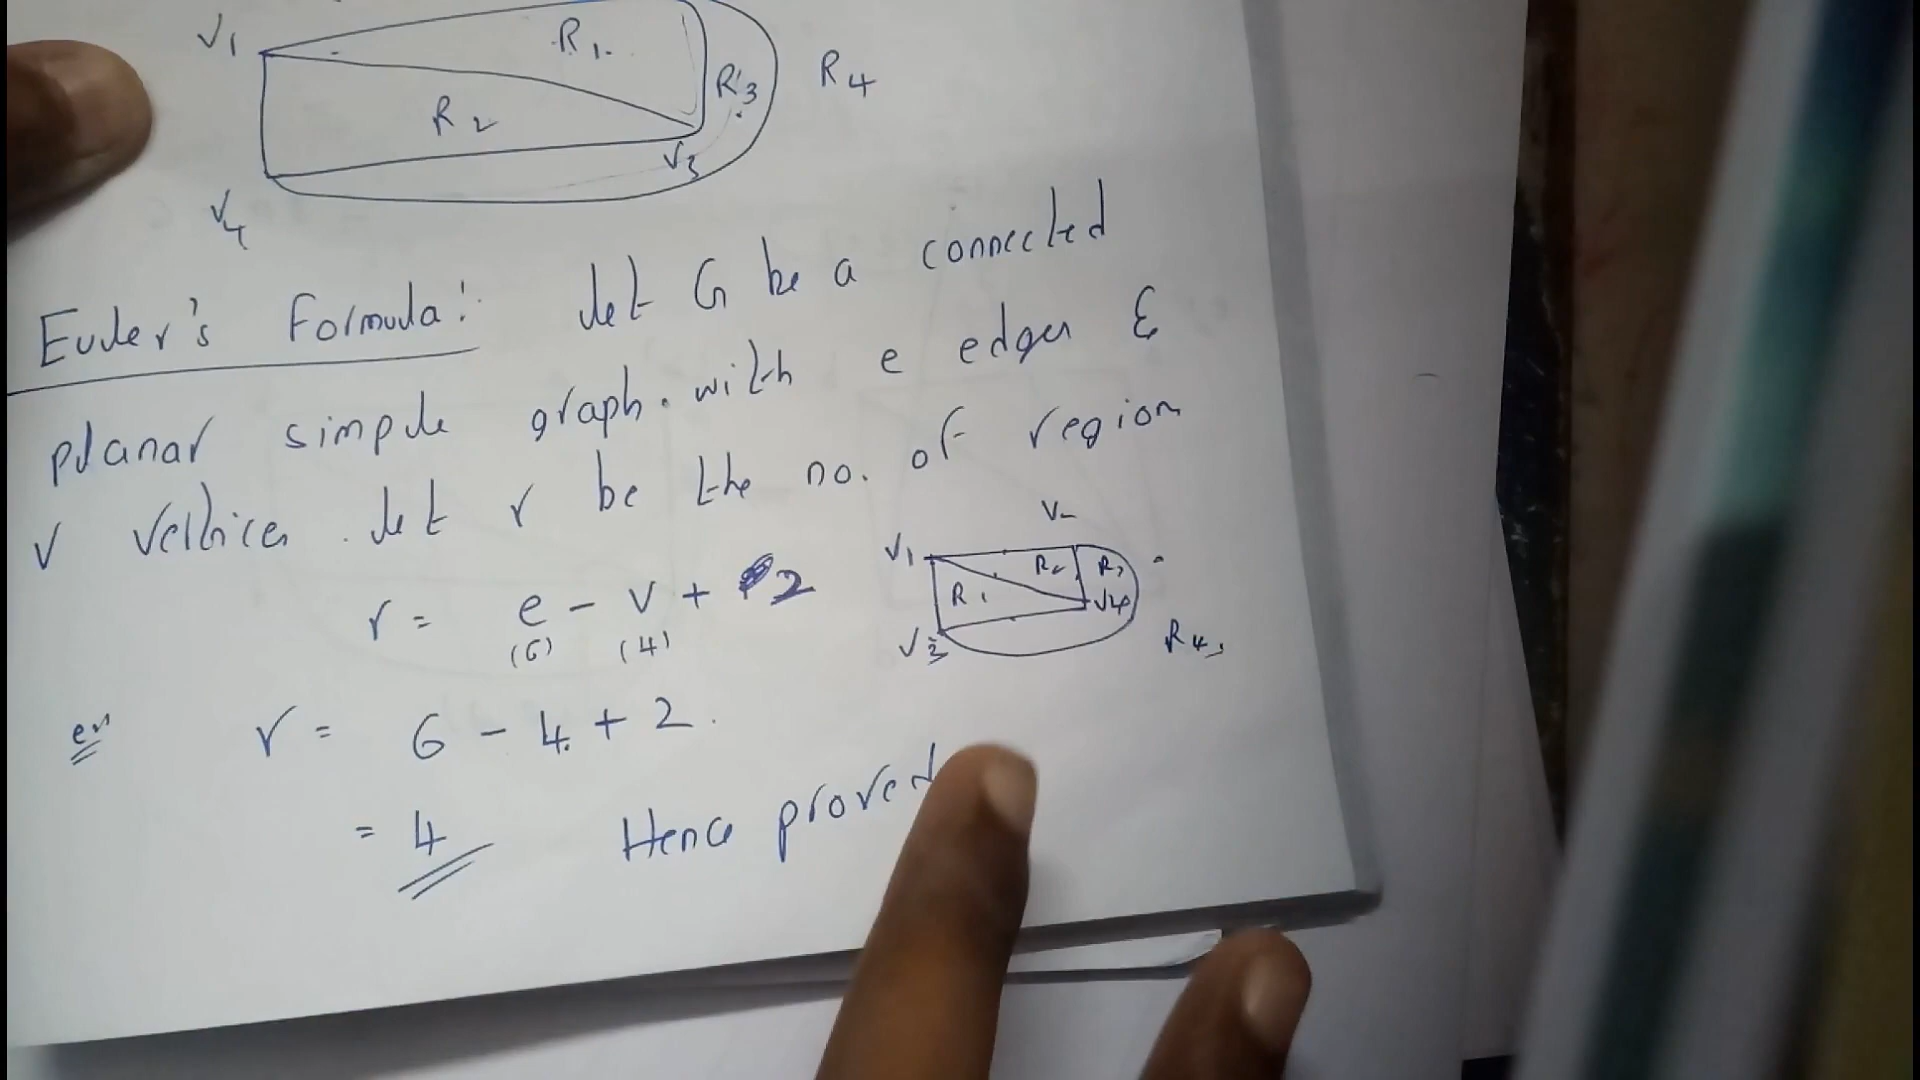 V1 R1. R3 R4
R2
V3
V4
Euler's Formula: Let G be a connected
planar simple graph. with e edges &
v vertices. Let r be the no. of region
r = e - v + 2
(6) (4)
V1 V2 R1 R2 R3 V4 V3 R4
ex r = 6 - 4 + 2.
= 4 Hence proved